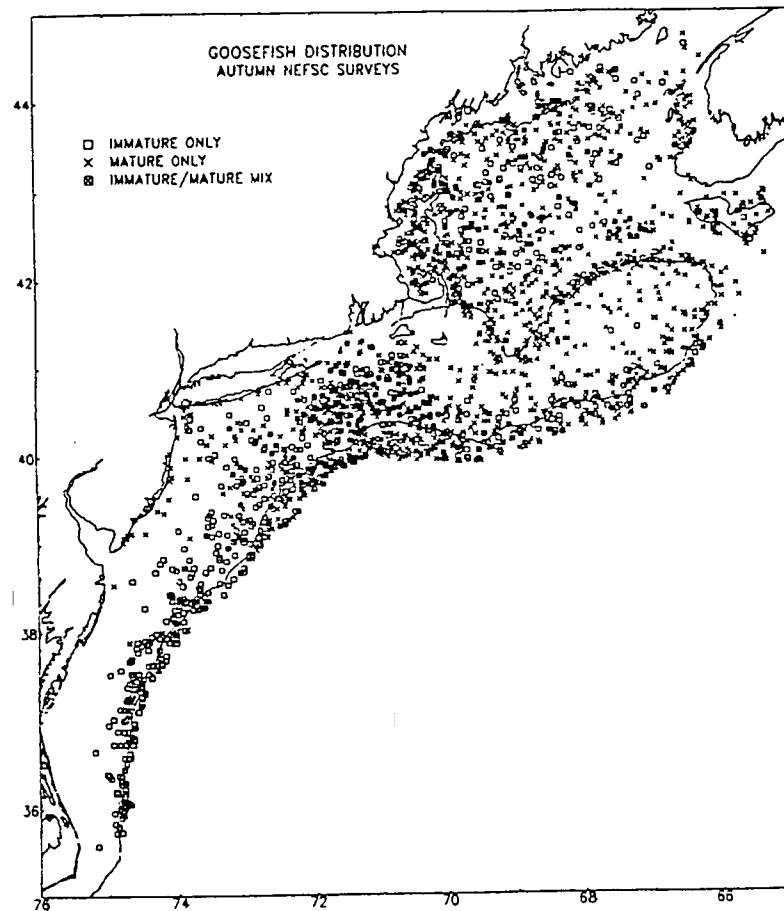 GOOSEFISH DISTRIBUTION
AUTUMN NEFSC SURVEYS
□ IMMATURE ONLY
× MATURE ONLY
⊠ IMMATURE/MATURE MIX
44
42
40
38
36
76 74 72 70 68 66